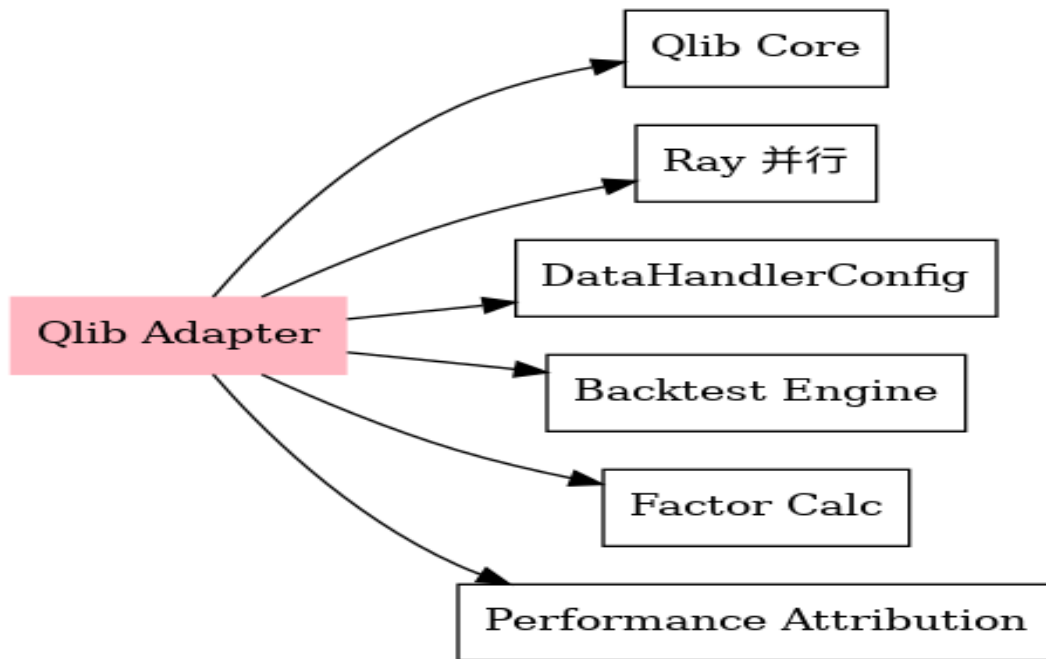 Qlib Core
Ray 并行
DataHandlerConfig
Qlib Adapter
Backtest Engine
Factor Calc
Performance Attribution